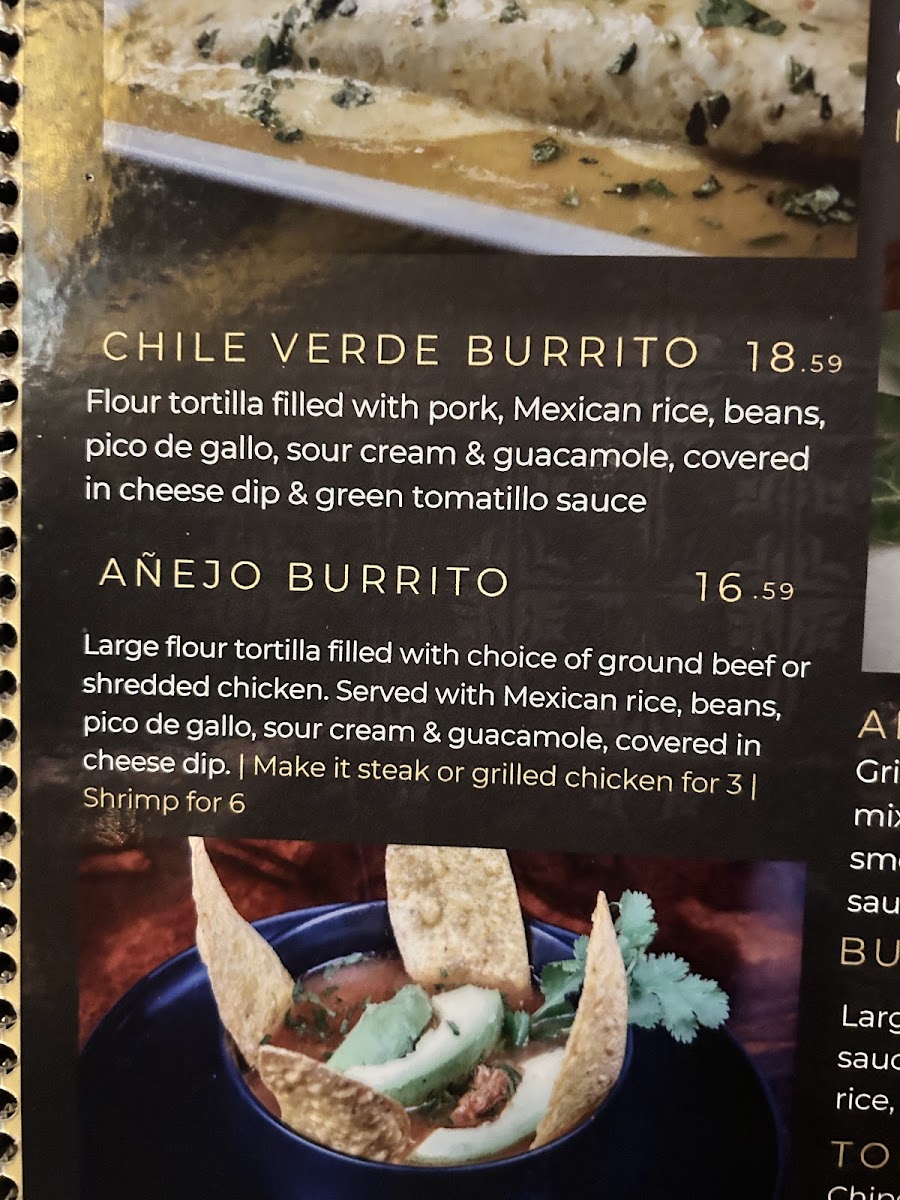 CHILE VERDE BURRITO 18.59
Flour tortilla filled with pork, Mexican rice, beans,
pico de gallo, sour cream & guacamole, covered
in cheese dip & green tomatillo sauce
AÑEJO BURRITO 16.59
Large flour tortilla filled with choice of ground beef or
shredded chicken. Served with Mexican rice, beans,
pico de gallo, sour cream & guacamole, covered in
cheese dip. | Make it steak or grilled chicken for 3 |
Shrimp for 6
rice,
TO